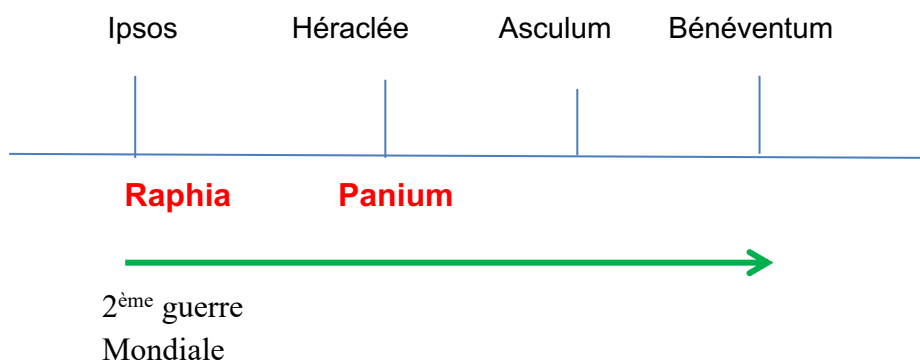 Ipsos Héraclée Asculum Bénéventum
Raphia Panium
2ème guerre
Mondiale